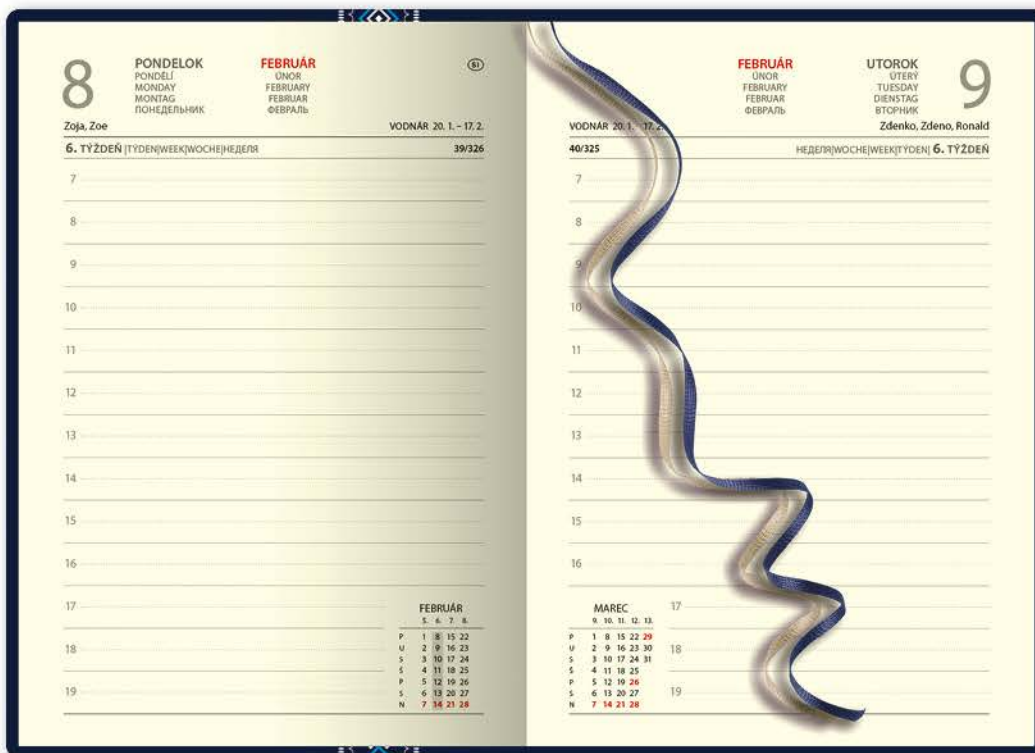 8
PONDELOK
PONDĚLÍ
MONDAY
MONTAG
ПОНЕДЕЛЬНИК
FEBRUÁR
ÚNOR
FEBRUARY
FEBRUAR
ФЕВРАЛЬ
SI
Zoja, Zoe
VODNÁR 20. 1. – 17. 2.
6. TÝŽDEŇ |TÝDEN|WEEK|WOCHE|НЕДЕЛЯ
39/326
7
8
9
10
11
12
13
14
15
16
17
18
19
FEBRUÁR
5. 6. 7. 8.
P 1 8 15 22
U 2 9 16 23
S 3 10 17 24
Š 4 11 18 25
P 5 12 19 26
S 6 13 20 27
N 7 14 21 28
FEBRUÁR
ÚNOR
FEBRUARY
FEBRUAR
ФЕВРАЛЬ
UTOROK
ÚTERÝ
TUESDAY
DIENSTAG
ВТОРНИК
9
VODNÁR 20. 1. – 17. 2.
Zdenko, Zdeno, Ronald
40/325
НЕДЕЛЯ|WOCHE|WEEK|TÝDEN| 6. TÝŽDEŇ
7
8
9
10
11
12
13
14
15
16
17
18
19
MAREC
9. 10. 11. 12. 13.
P 1 8 15 22 29
U 2 9 16 23 30
S 3 10 17 24 31
Š 4 11 18 25
P 5 12 19 26
S 6 13 20 27
N 7 14 21 28